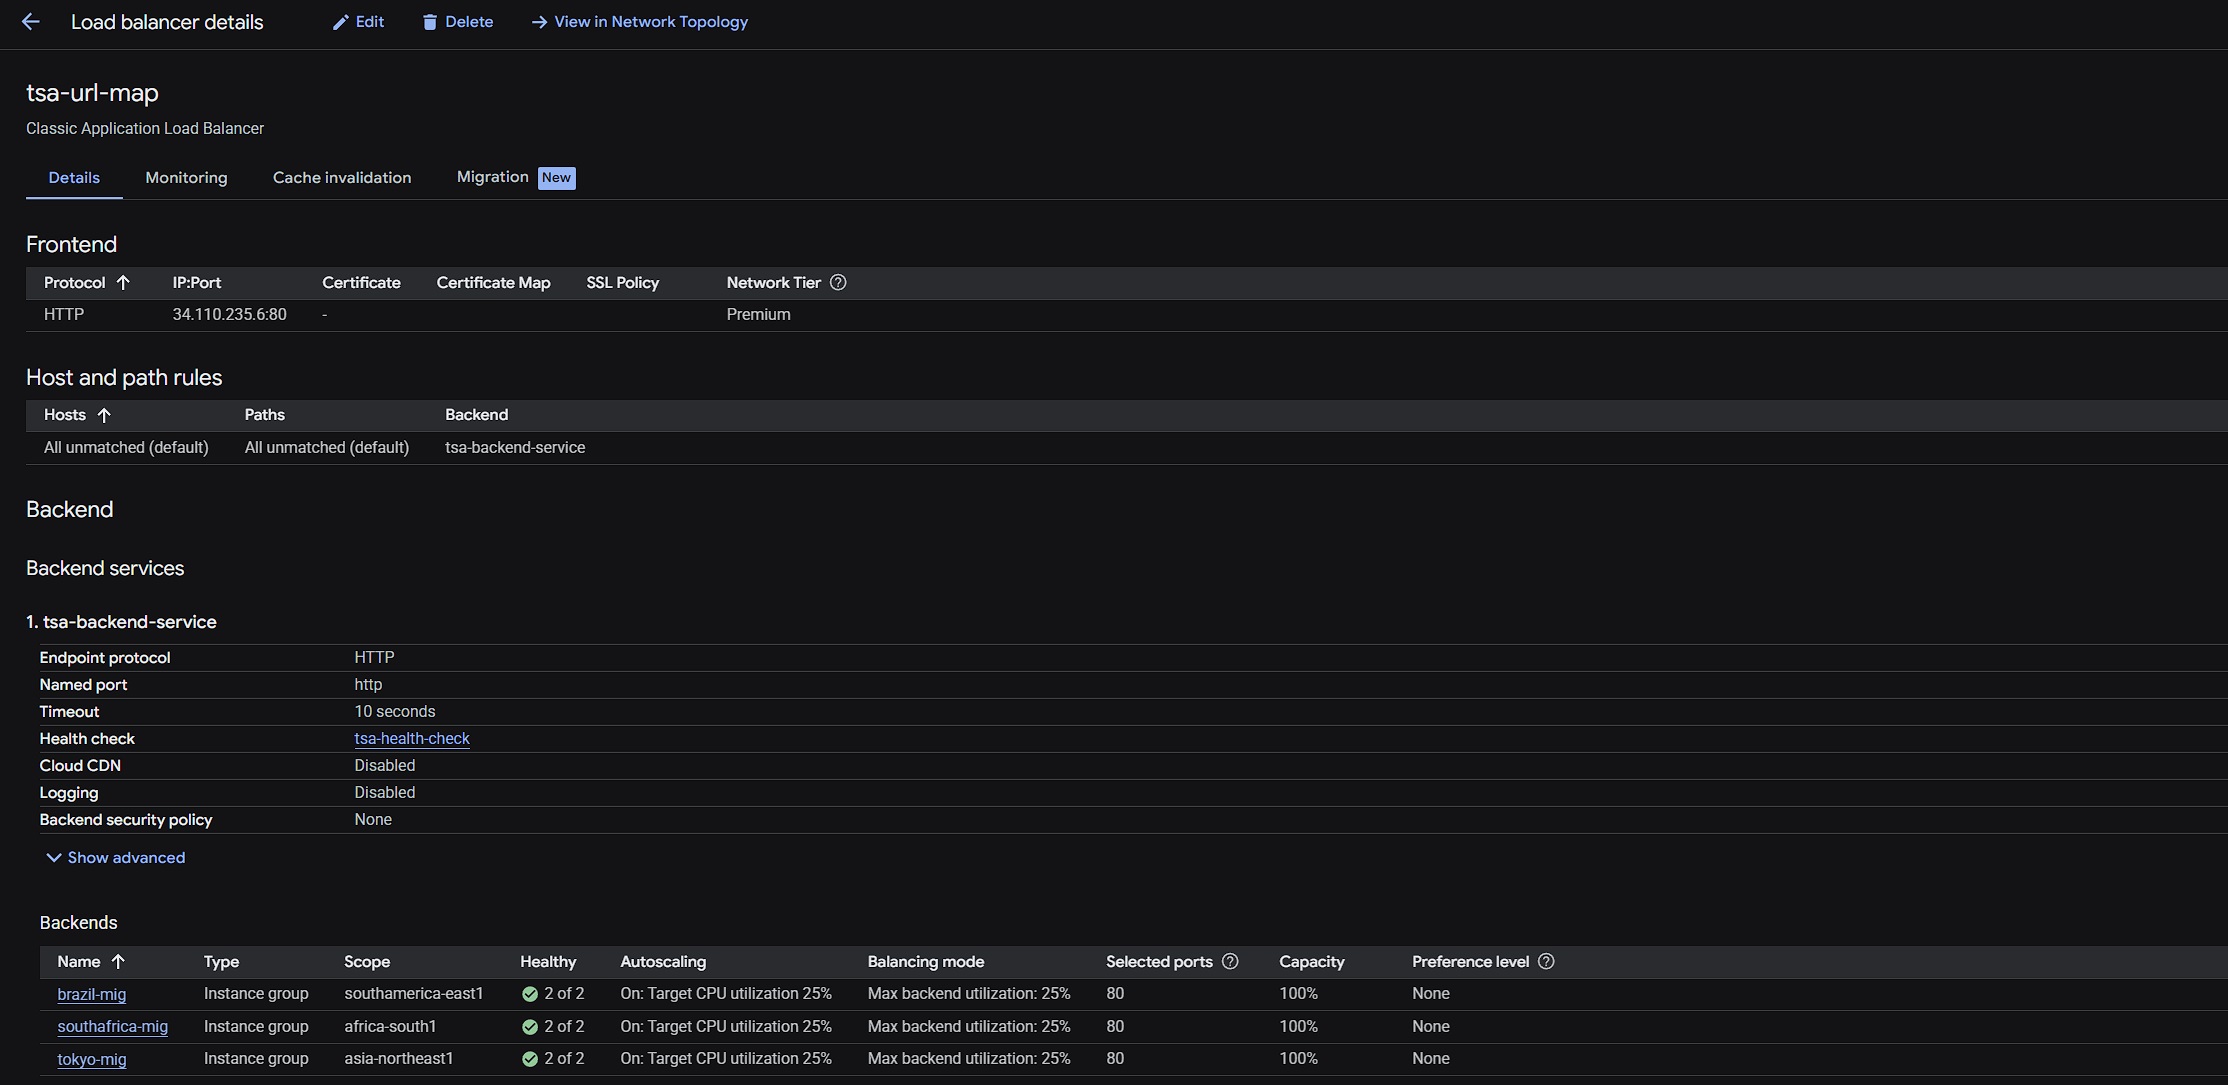 Load balancer details Edit Delete View in Network Topology
tsa-url-map
Classic Application Load Balancer
Details Monitoring Cache invalidation Migration New
Frontend
Protocol IP:Port Certificate Certificate Map SSL Policy Network Tier
HTTP 34.110.235.6:80 - Premium
Host and path rules
Hosts Paths Backend
All unmatched (default) All unmatched (default) tsa-backend-service
Backend
Backend services
1. tsa-backend-service
Endpoint protocol HTTP
Named port http
Timeout 10 seconds
Health check tsa-health-check
Cloud CDN Disabled
Logging Disabled
Backend security policy None
Show advanced
Backends
Name Type Scope Healthy Autoscaling Balancing mode Selected ports Capacity Preference level
brazil-mig Instance group southamerica-east1 2 of 2 On: Target CPU utilization 25% Max backend utilization: 25% 80 100% None
southafrica-mig Instance group africa-south1 2 of 2 On: Target CPU utilization 25% Max backend utilization: 25% 80 100% None
tokyo-mig Instance group asia-northeast1 2 of 2 On: Target CPU utilization 25% Max backend utilization: 25% 80 100% None